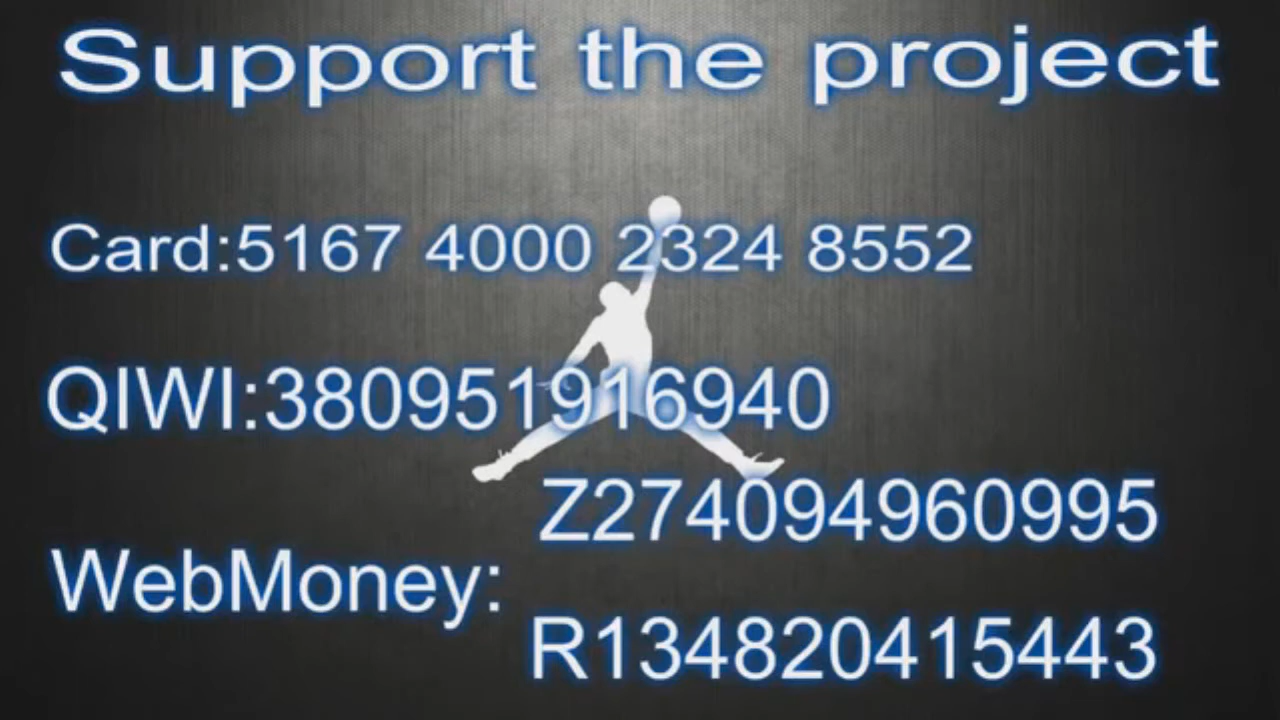 Support the project
Card:5167 4000 2324 8552
QIWI:380951916940
Z274094960995
WebMoney:
R134820415443